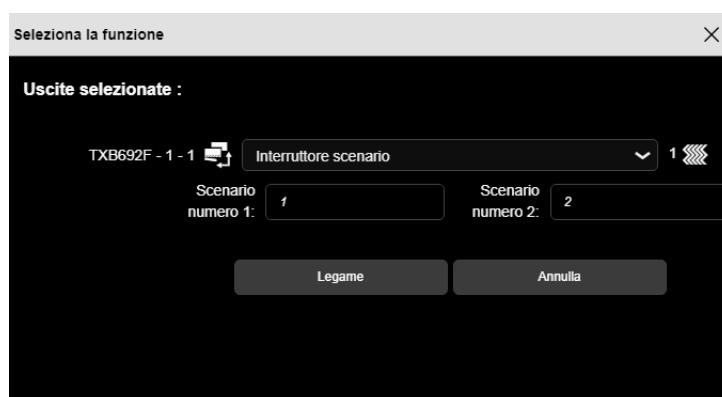 Seleziona la funzione
Uscite selezionate :
TXB692F - 1 - 1 Interruttore scenario 1
Scenario numero 1: 1 Scenario numero 2: 2
Legame Annulla